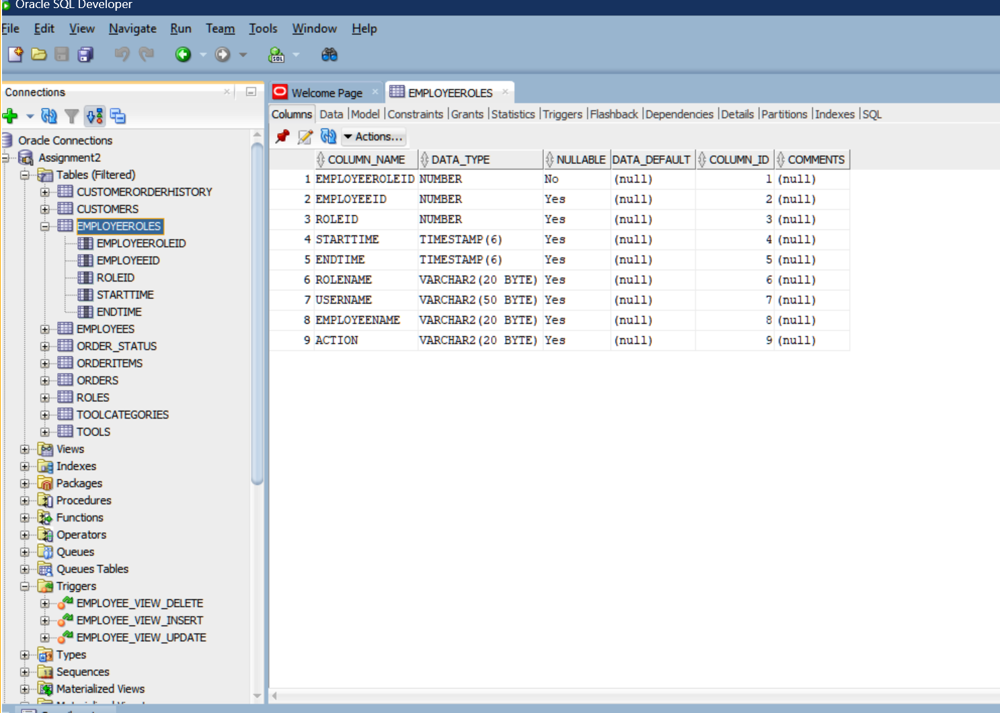 Oracle SQL Developer
File Edit View Navigate Run Team Tools Window Help
SQL
Connections
Welcome Page
EMPLOYEEROLES
Columns Data Model Constraints Grants Statistics Triggers Flashback Dependencies Details Partitions Indexes SQL
Actions...
Oracle Connections
Assignment2
Tables (Filtered)
CUSTOMERORDERHISTORY
CUSTOMERS
EMPLOYEEROLES
EMPLOYEEROLEID
EMPLOYEEID
ROLEID
STARTTIME
ENDTIME
EMPLOYEES
ORDER_STATUS
ORDERITEMS
ORDERS
ROLES
TOOLCATEGORIES
TOOLS
Views
Indexes
Packages
Procedures
Functions
Operators
Queues
Queues Tables
Triggers
EMPLOYEE_VIEW_DELETE
EMPLOYEE_VIEW_INSERT
EMPLOYEE_VIEW_UPDATE
Types
Sequences
Materialized Views
COLUMN_NAME DATA_TYPE NULLABLE DATA_DEFAULT COLUMN_ID COMMENTS
1 EMPLOYEEROLEID NUMBER No (null) 1 (null)
2 EMPLOYEEID NUMBER Yes (null) 2 (null)
3 ROLEID NUMBER Yes (null) 3 (null)
4 STARTTIME TIMESTAMP(6) Yes (null) 4 (null)
5 ENDTIME TIMESTAMP(6) Yes (null) 5 (null)
6 ROLENAME VARCHAR2(20 BYTE) Yes (null) 6 (null)
7 USERNAME VARCHAR2(50 BYTE) Yes (null) 7 (null)
8 EMPLOYEENAME VARCHAR2(20 BYTE) Yes (null) 8 (null)
9 ACTION VARCHAR2(20 BYTE) Yes (null) 9 (null)